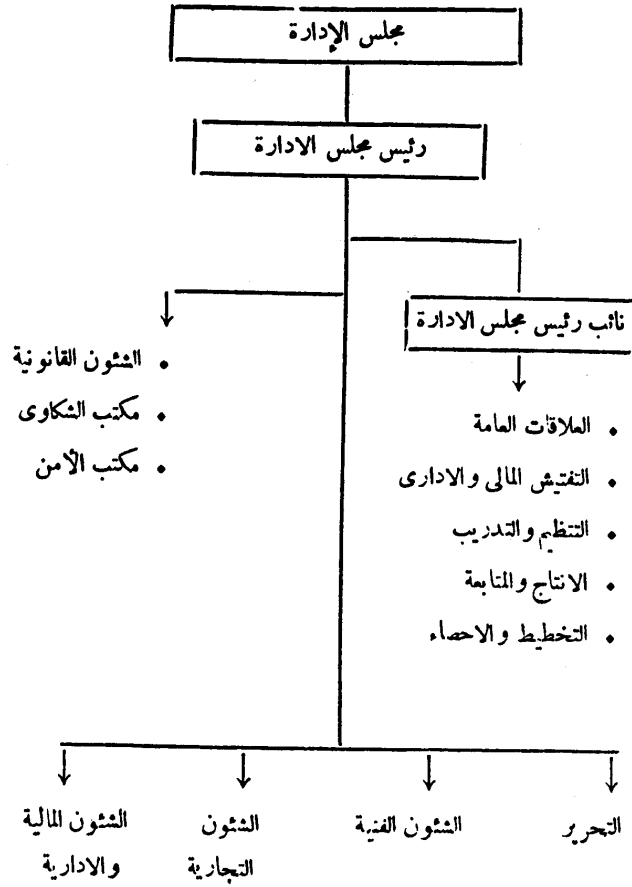 مجلس الإدارة
رئيس مجلس الادارة
نائب رئيس مجلس الادارة
• العلاقات العامة
• التفتيش المالى والادارى
• التنظيم والتدريب
• الانتاج والمتابعة
• التخطيط والاحصاء
• الشئون القانونية
• مكتب الشكاوى
• مكتب الأمن
التحرير
الشئون الفنية
الشئون
التجارية
الشئون المالية
والادارية